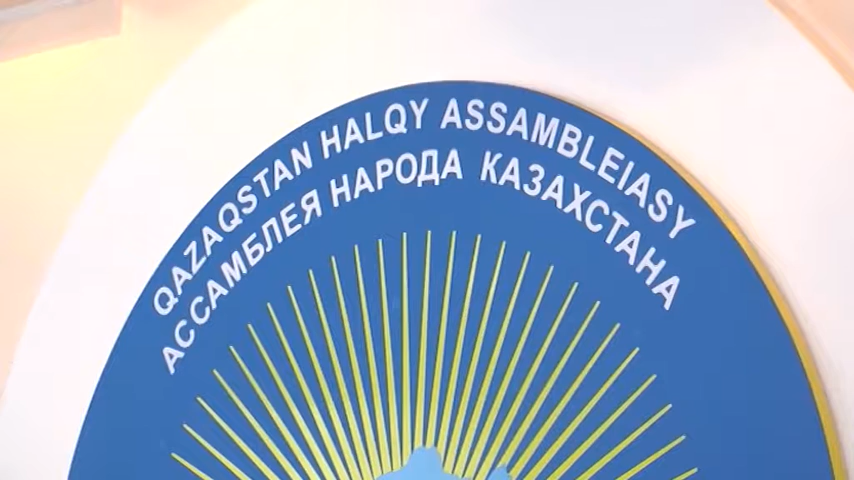 QAZAQSTAN HALQY ASSAMBLEIASY
АССАМБЛЕЯ НАРОДА КАЗАХСТАНА